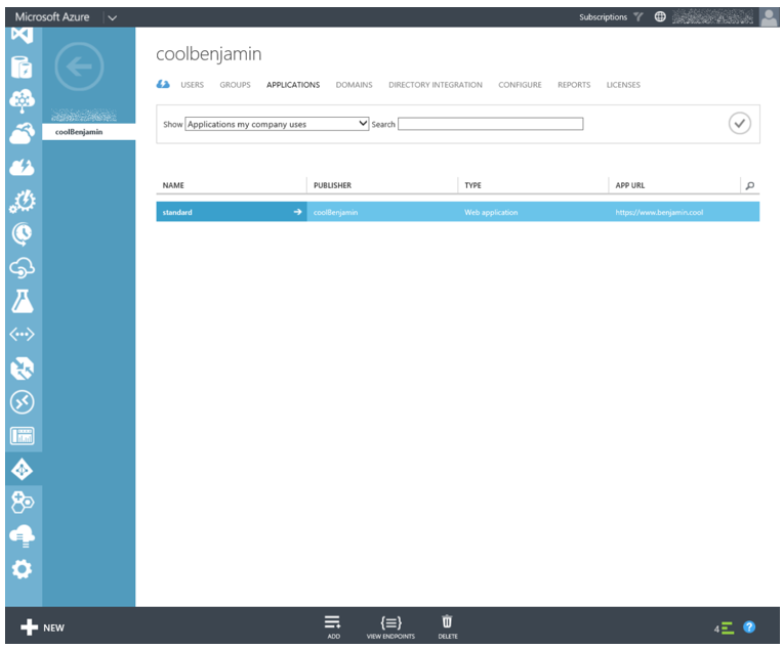 Microsoft Azure
Subscriptions
coolBenjamin
coolbenjamin
USERS GROUPS APPLICATIONS DOMAINS DIRECTORY INTEGRATION CONFIGURE REPORTS LICENSES
Show Applications my company uses Search
NAME PUBLISHER TYPE APP URL
standard coolBenjamin Web application https://www.benjamin.cool
NEW
ADD
VIEW ENDPOINTS
DELETE
4
?